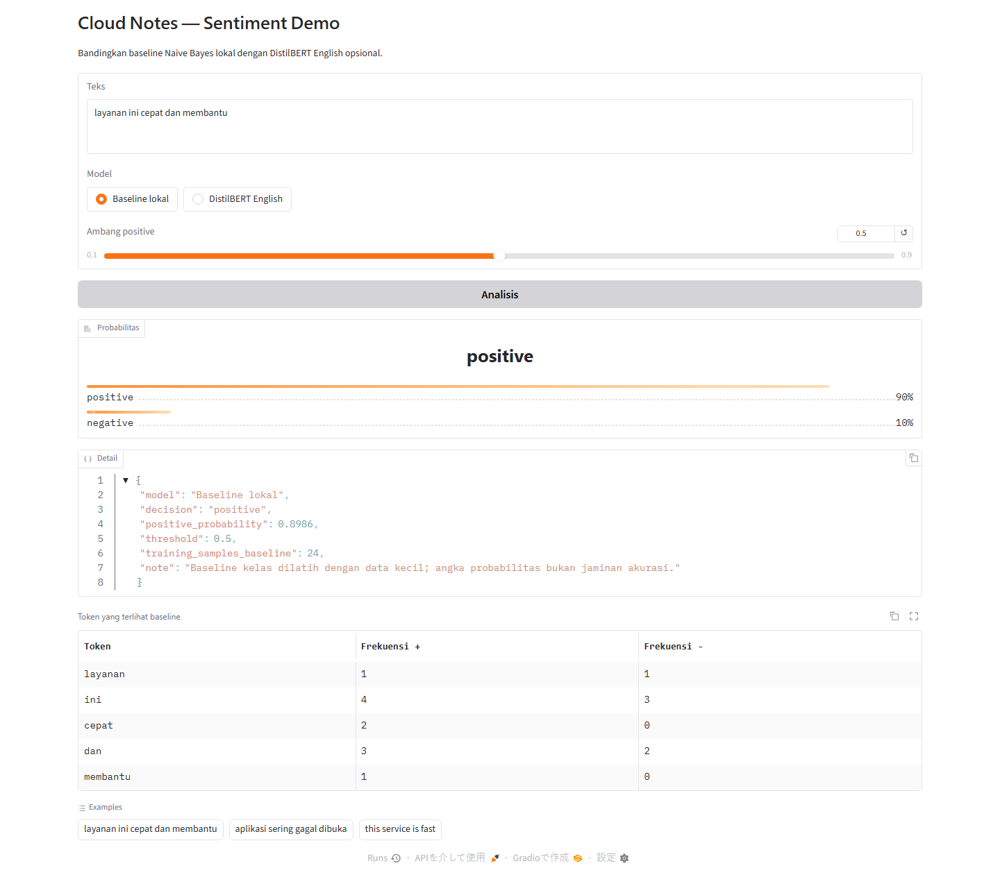 Cloud Notes — Sentiment Demo
Bandingkan baseline Naive Bayes lokal dengan DistilBERT English opsional.
Teks
layanan ini cepat dan membantu
Model
Baseline lokal
DistilBERT English
Ambang positive
0.5
↺
0.1
0.9
Analisis
Probabilitas
positive
positive 90%
negative 10%
Detail
1 ▼ {
2 "model": "Baseline lokal",
3 "decision": "positive",
4 "positive_probability": 0.8986,
5 "threshold": 0.5,
6 "training_samples_baseline": 24,
7 "note": "Baseline kelas dilatih dengan data kecil; angka probabilitas bukan jaminan akurasi."
8 }
Token yang terlihat baseline
Token Frekuensi + Frekuensi -
layanan 1 1
ini 4 3
cepat 2 0
dan 3 2
membantu 1 0
Examples
layanan ini cepat dan membantu
aplikasi sering gagal dibuka
this service is fast
Runs · APIを介して使用 · Gradioで作成 · 設定